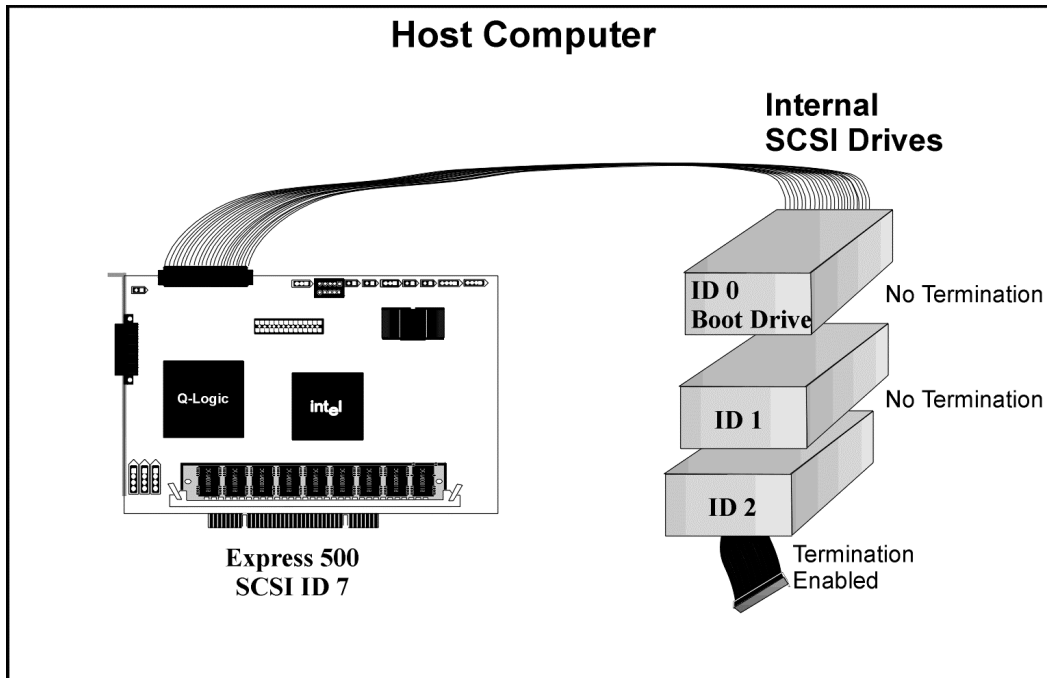 Host Computer
Internal
SCSI Drives
ID 0
Boot Drive
No Termination
ID 1
No Termination
ID 2
Termination
Enabled
Q-Logic
intel
Express 500
SCSI ID 7